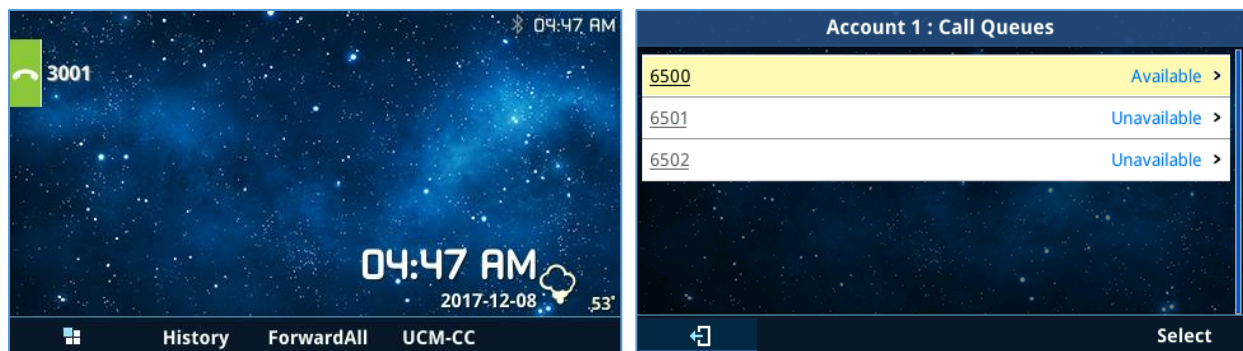 04:47 AM
3001
04:47 AM
2017-12-08
53°
History ForwardAll UCM-CC
Account 1 : Call Queues
6500 Available >
6501 Unavailable >
6502 Unavailable >
Select